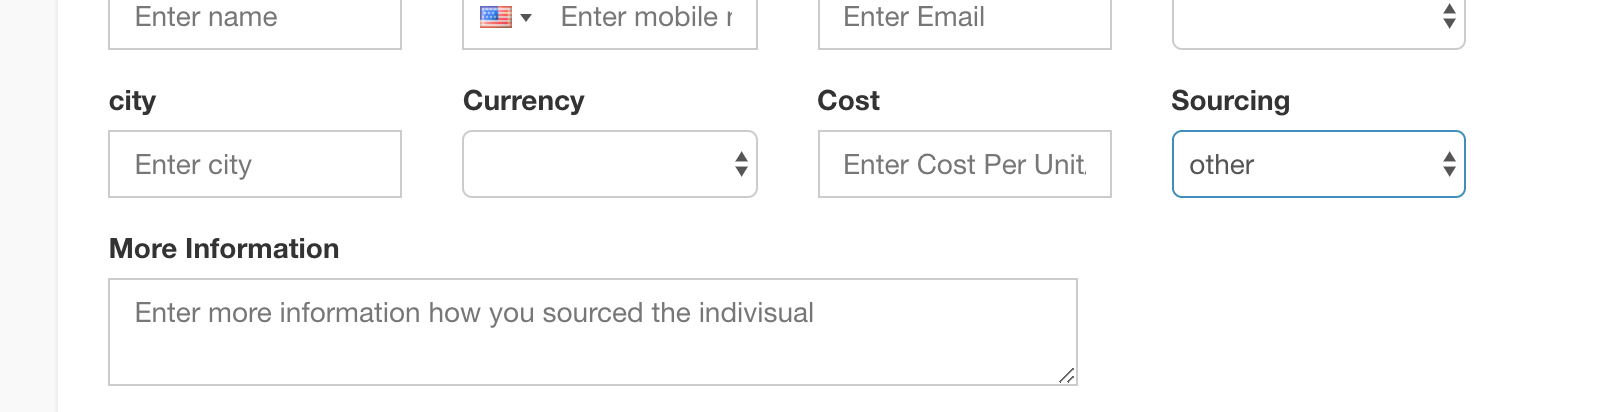 Enter name
Enter mobile
Enter Email
city
Currency
Cost
Sourcing
Enter city
Enter Cost Per Unit
other
More Information
Enter more information how you sourced the indivisual